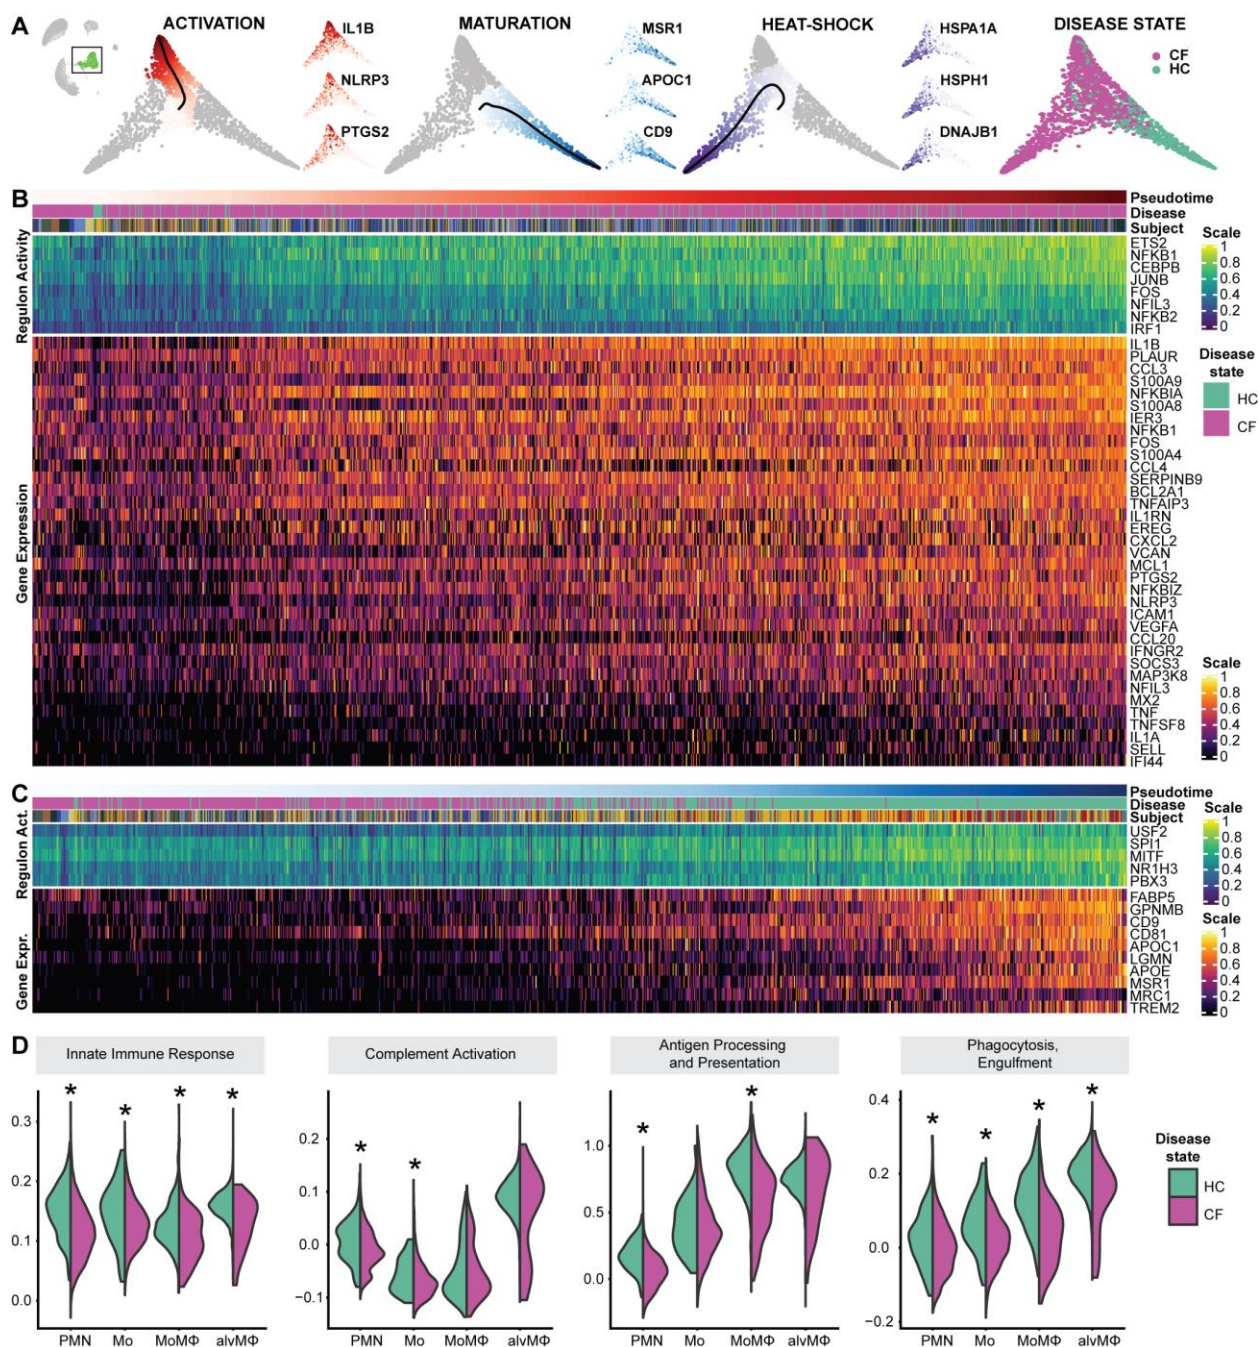 A
ACTIVATION
IL1B
NLRP3
PTGS2
MATURATION
MSR1
APOC1
CD9
HEAT-SHOCK
HSPA1A
HSPH1
DNAJB1
DISEASE STATE
CF
HC
B
Pseudotime
Disease
Subject
Regulon Activity
ETS2
NFKB1
CEBPB
JUNB
FOS
NFIL3
NFKB2
IRF1
Scale
1
0.8
0.6
0.4
0.2
0
Gene Expression
IL1B
PLAUR
CCL3
S100A9
NFKBIA
S100A8
IER3
NFKB1
FOS
S100A4
CCL4
SERPINB9
BCL2A1
TNFAIP3
IL1RN
EREG
CXCL2
VCAN
MCL1
PTGS2
NFKBIZ
NLRP3
ICAM1
VEGFA
CCL20
IFNGR2
SOCS3
MAP3K8
NFIL3
MX2
TNF
TNFSF8
IL1A
SELL
IFI44
Disease
state
HC
CF
Scale
1
0.8
0.6
0.4
0.2
0
C
Pseudotime
Disease
Subject
Regulon Act.
USF2
SPI1
MITF
NR1H3
PBX3
Scale
1
0.8
0.6
0.4
0.2
0
Gene Expr.
FABP5
GPNMB
CD9
CD81
APOC1
LGMN
APOE
MSR1
MRC1
TREM2
Scale
1
0.8
0.6
0.4
0.2
0
D
Innate Immune Response
0.3
0.2
0.1
0.0
* * * *
PMN Mo MoMΦ alvMΦ
Complement Activation
0.2
0.1
0.0
−0.1
* *
PMN Mo MoMΦ alvMΦ
Antigen Processing
and Presentation
1.0
0.5
0.0
* *
PMN Mo MoMΦ alvMΦ
Phagocytosis,
Engulfment
0.4
0.2
0.0
−0.2
* * * *
PMN Mo MoMΦ alvMΦ
Disease
state
HC
CF